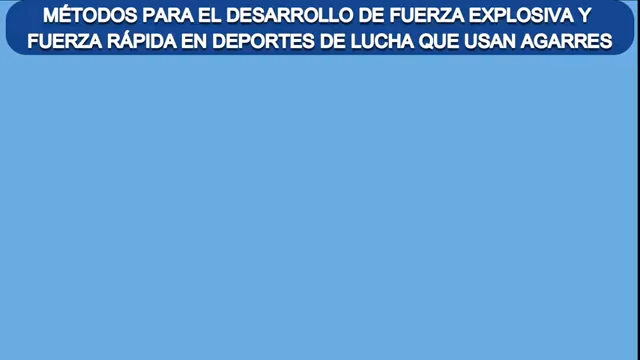 MÉTODOS PARA EL DESARROLLO DE FUERZA EXPLOSIVA Y
FUERZA RÁPIDA EN DEPORTES DE LUCHA QUE USAN AGARRES